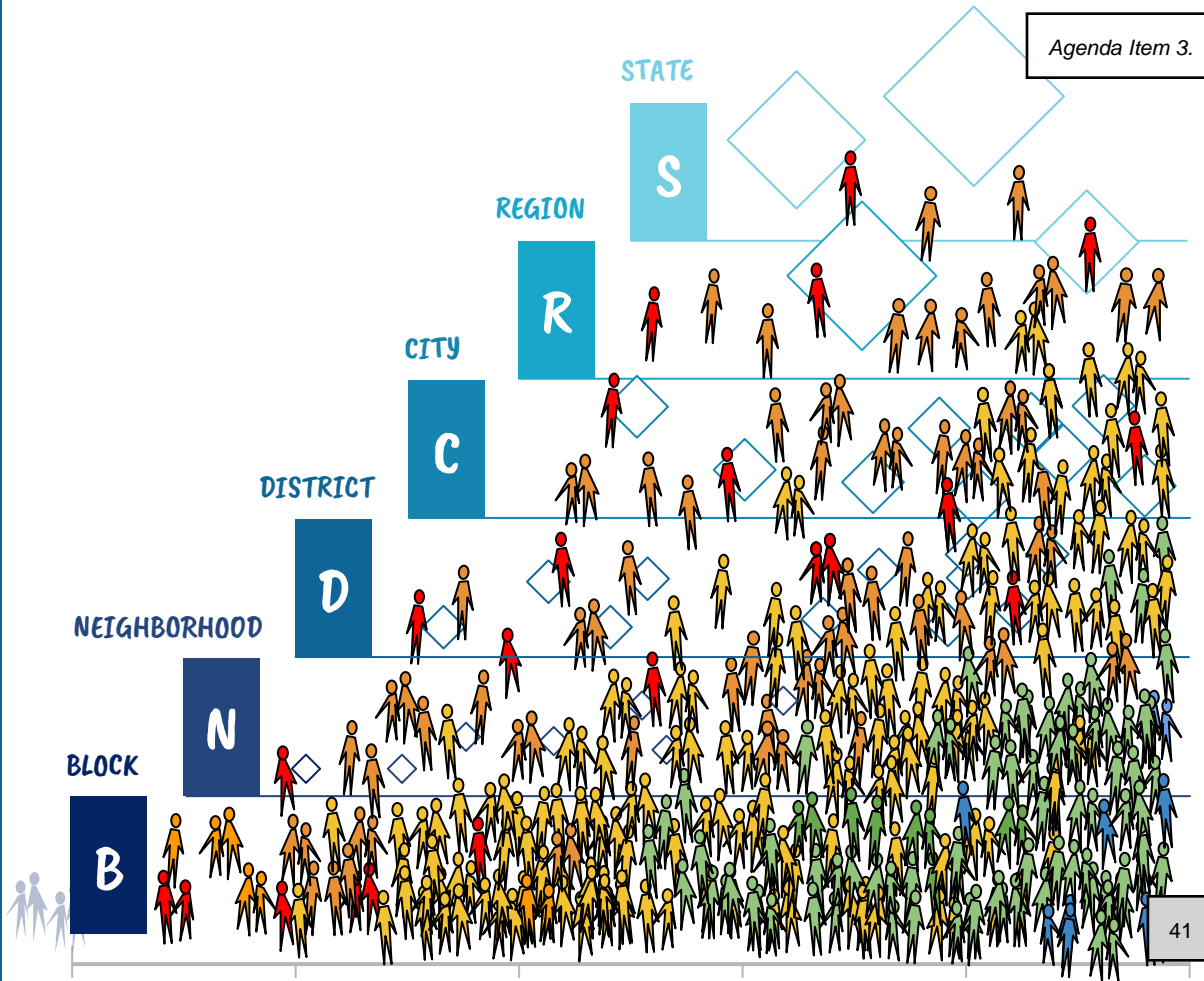 Agenda Item 3.
STATE
S
REGION
R
CITY
C
DISTRICT
D
NEIGHBORHOOD
N
BLOCK
B
41